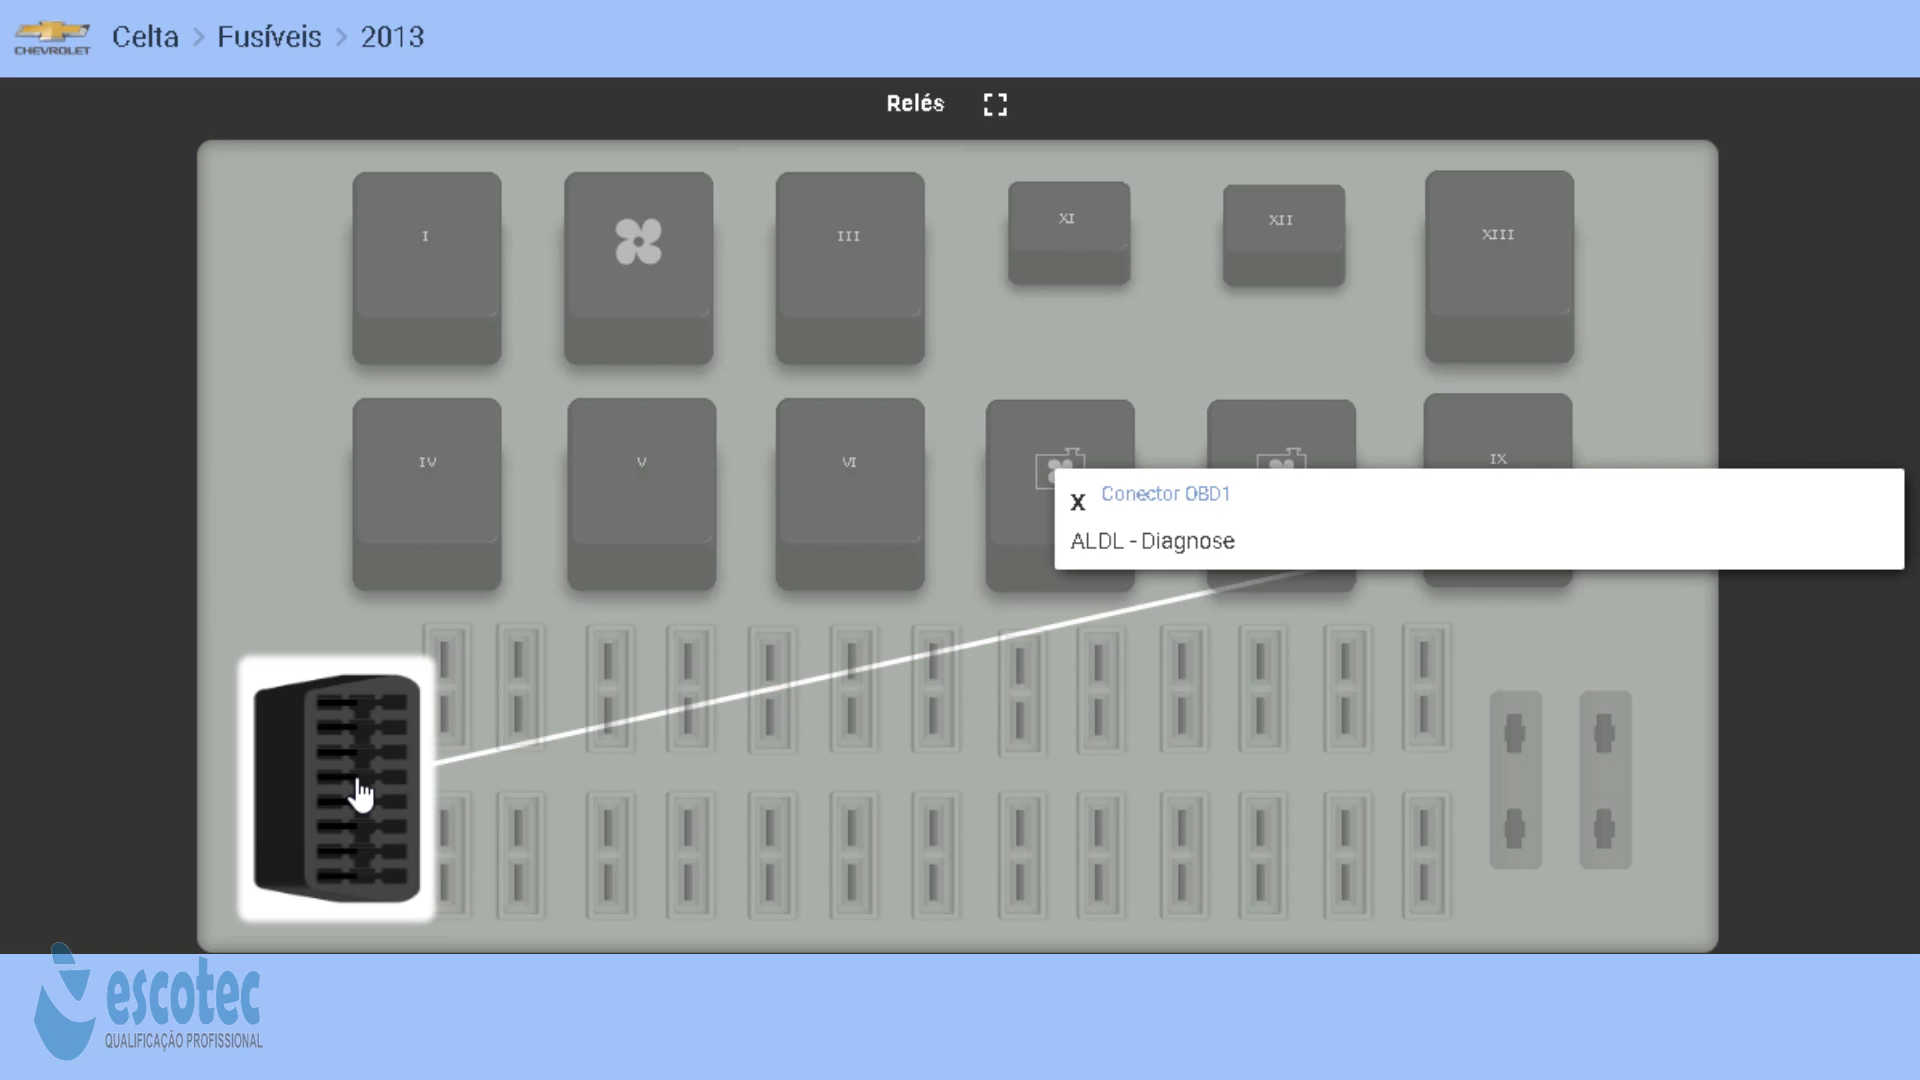 CHEVROLET
Celta > Fusíveis > 2013
Relés
I
III
XI
XII
XIII
IV
V
VI
IX
X Conector OBD1
ALDL - Diagnose
escotec
QUALIFICAÇÃO PROFISSIONAL